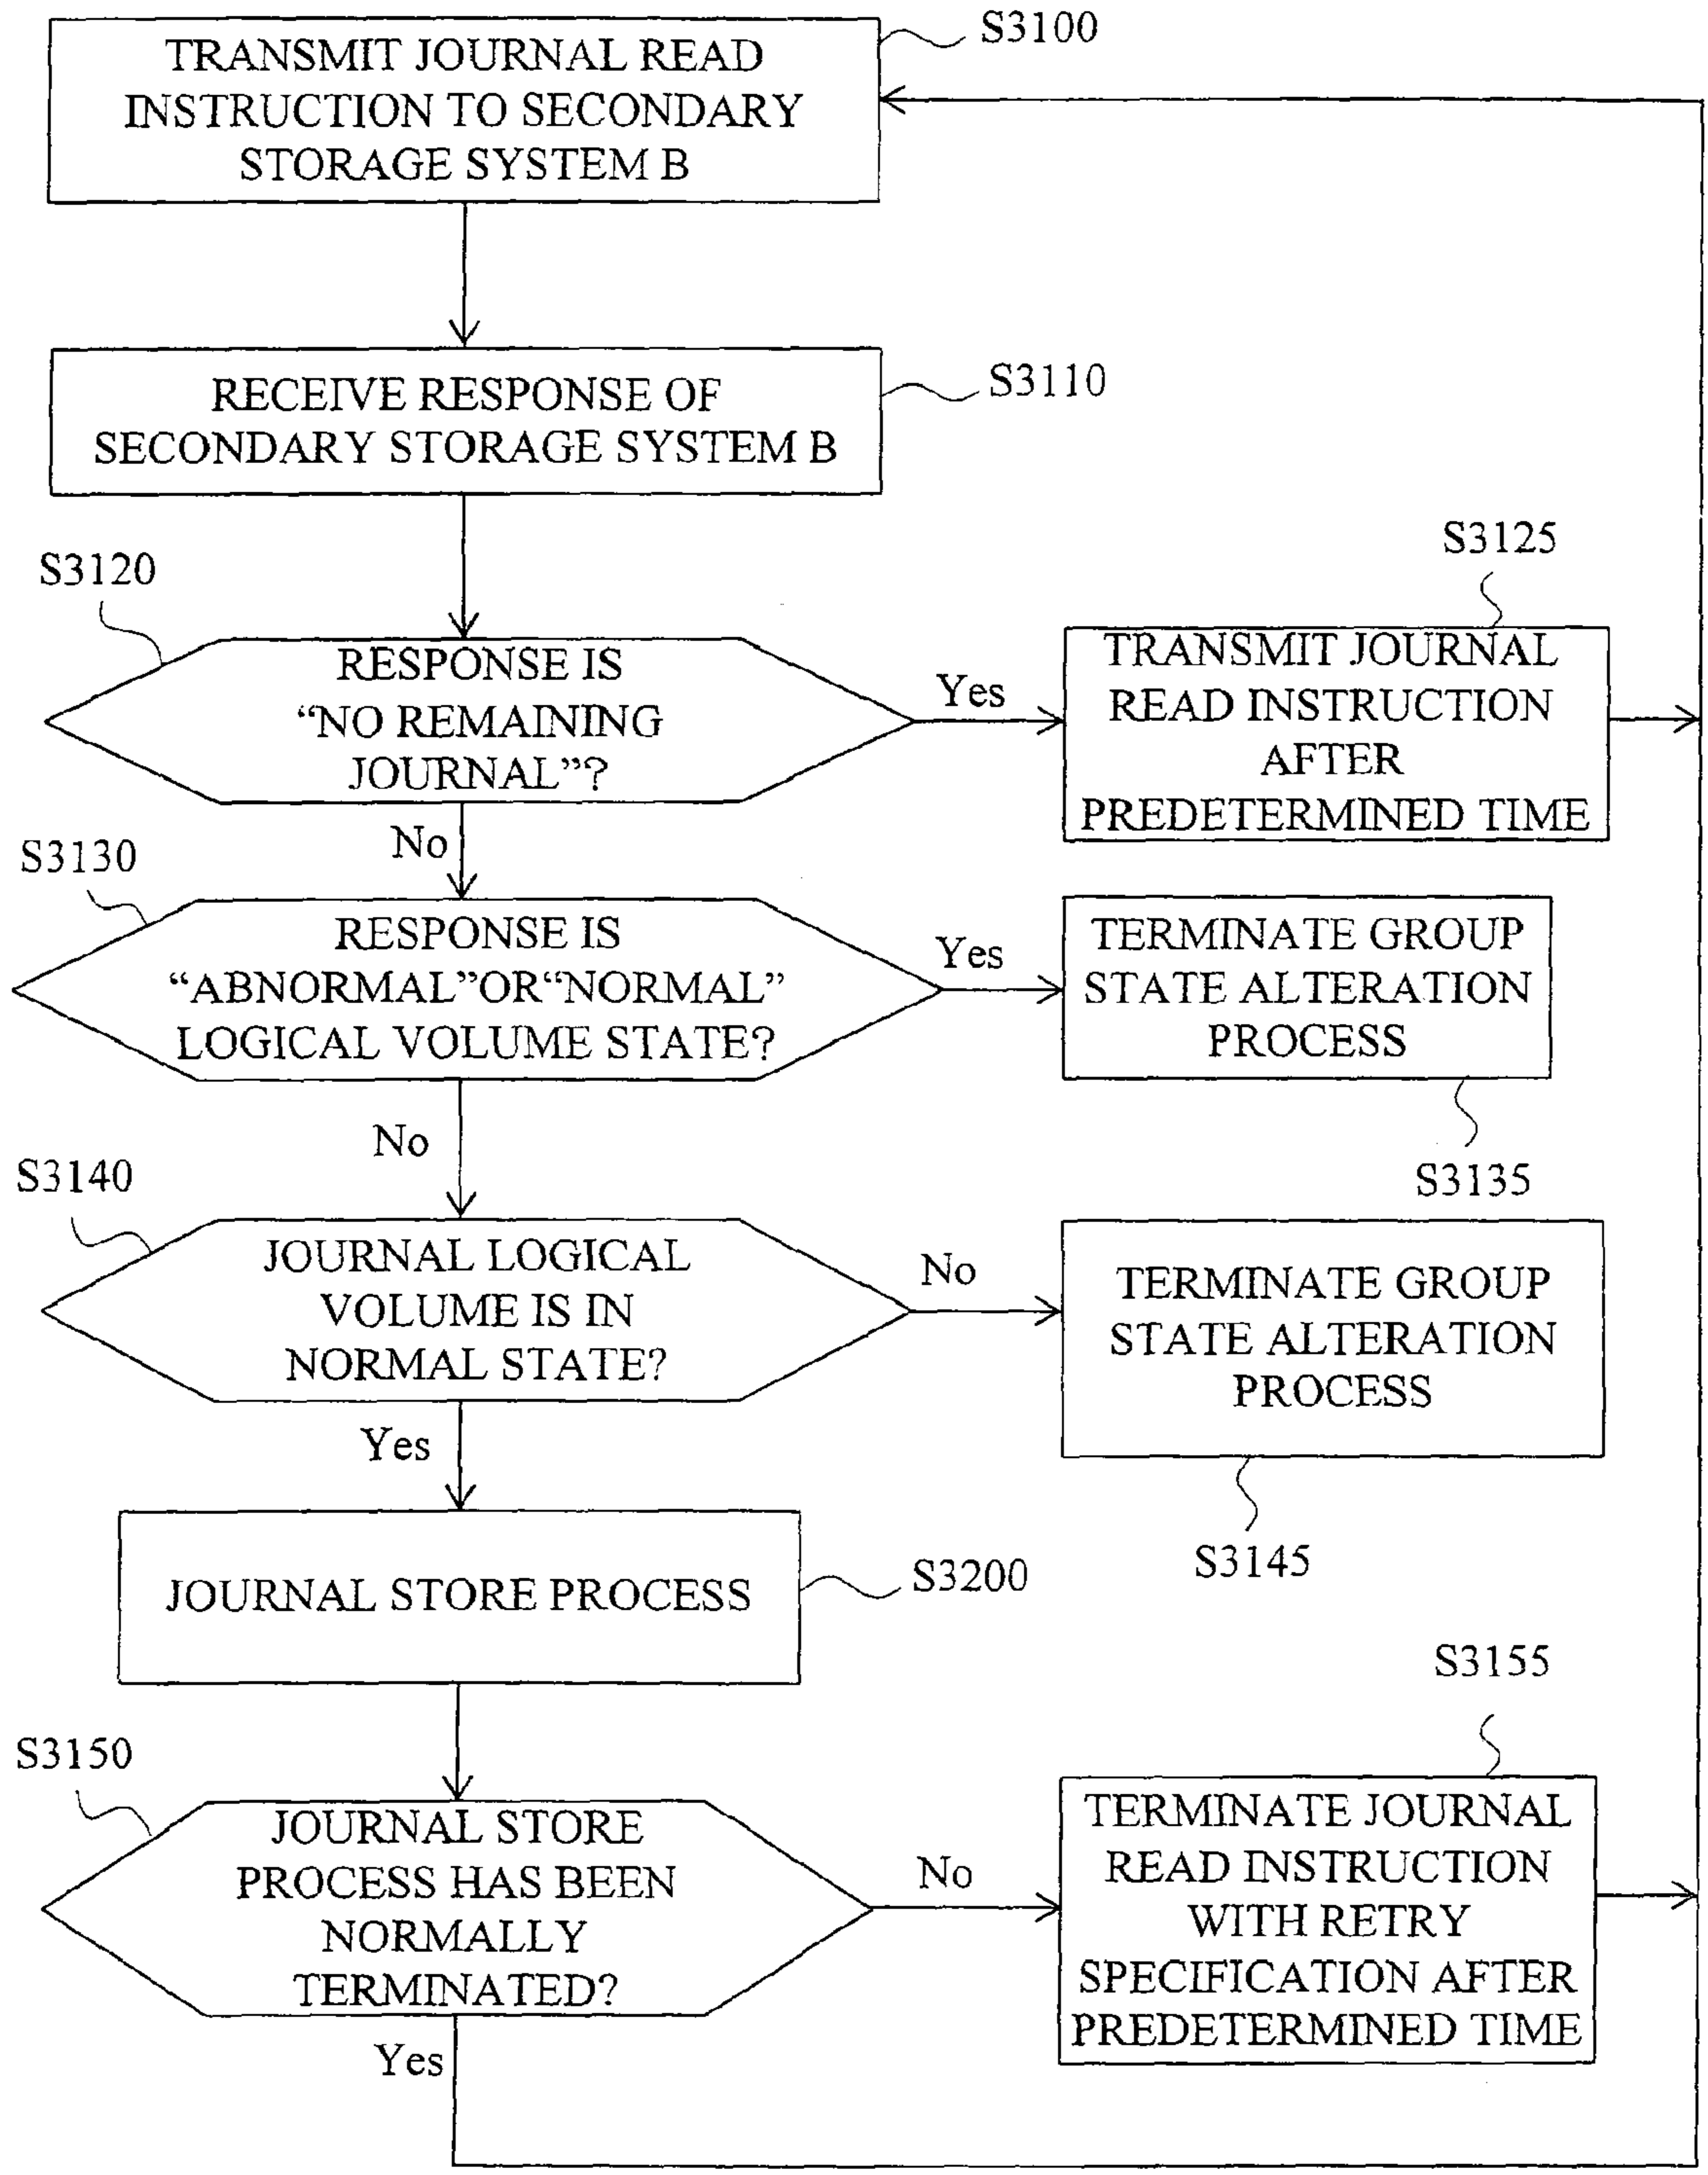 S3100
TRANSMIT JOURNAL READ
INSTRUCTION TO SECONDARY
STORAGE SYSTEM B
S3110
RECEIVE RESPONSE OF
SECONDARY STORAGE SYSTEM B
S3120
RESPONSE IS
“NO REMAINING
JOURNAL”?
Yes
S3125
TRANSMIT JOURNAL
READ INSTRUCTION
AFTER
PREDETERMINED TIME
No
S3130
RESPONSE IS
“ABNORMAL”OR“NORMAL”
LOGICAL VOLUME STATE?
Yes
TERMINATE GROUP
STATE ALTERATION
PROCESS
S3135
No
S3140
JOURNAL LOGICAL
VOLUME IS IN
NORMAL STATE?
No
TERMINATE GROUP
STATE ALTERATION
PROCESS
S3145
Yes
JOURNAL STORE PROCESS
S3200
S3150
JOURNAL STORE
PROCESS HAS BEEN
NORMALLY
TERMINATED?
No
S3155
TERMINATE JOURNAL
READ INSTRUCTION
WITH RETRY
SPECIFICATION AFTER
PREDETERMINED TIME
Yes